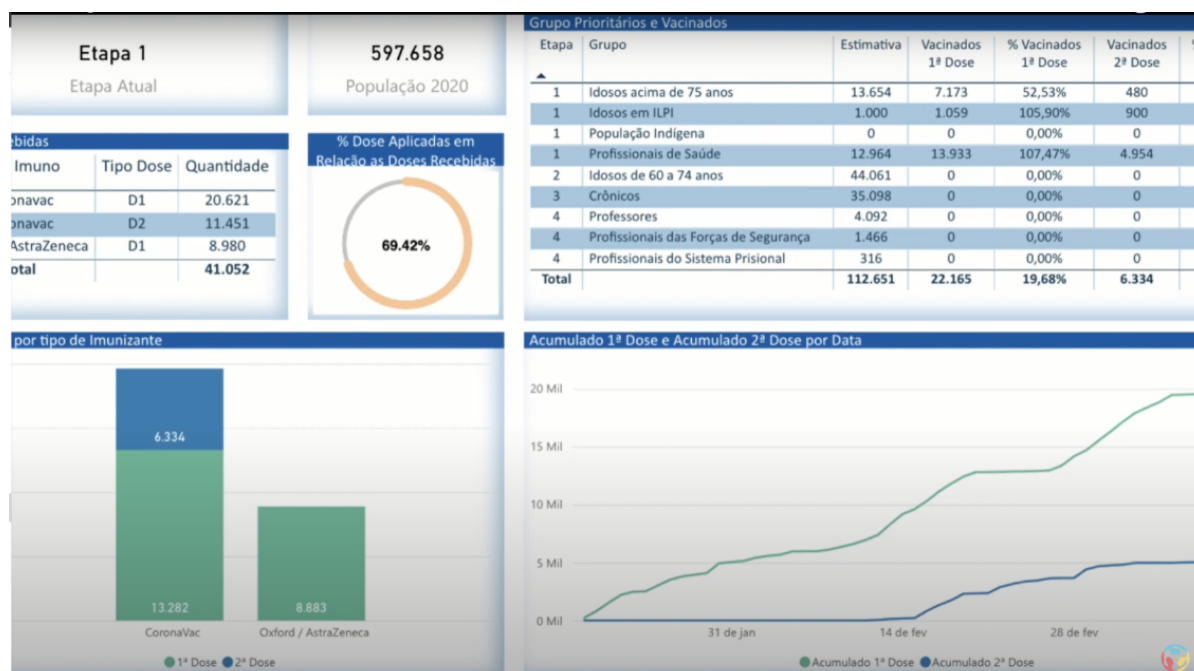 Etapa 1
Etapa Atual
597.658
População 2020
Grupo Prioritários e Vacinados
Etapa Grupo Estimativa Vacinados 1ª Dose % Vacinados 1ª Dose Vacinados 2ª Dose
1 Idosos acima de 75 anos 13.654 7.173 52,53% 480
1 Idosos em ILPI 1.000 1.059 105,90% 900
1 População Indígena 0 0 0,00% 0
1 Profissionais de Saúde 12.964 13.933 107,47% 4.954
2 Idosos de 60 a 74 anos 44.061 0 0,00% 0
3 Crônicos 35.098 0 0,00% 0
4 Professores 4.092 0 0,00% 0
4 Profissionais das Forças de Segurança 1.466 0 0,00% 0
4 Profissionais do Sistema Prisional 316 0 0,00% 0
Total 112.651 22.165 19,68% 6.334
ebidas
Imuno Tipo Dose Quantidade
onavac D1 20.621
onavac D2 11.451
AstraZeneca D1 8.980
otal 41.052
% Dose Aplicadas em
Relação as Doses Recebidas
69.42%
por tipo de Imunizante
6.334
13.282
8.883
CoronaVac Oxford / AstraZeneca
1ª Dose 2ª Dose
Acumulado 1ª Dose e Acumulado 2ª Dose por Data
20 Mil
15 Mil
10 Mil
5 Mil
0 Mil
31 de jan 14 de fev 28 de fev
Acumulado 1ª Dose Acumulado 2ª Dose